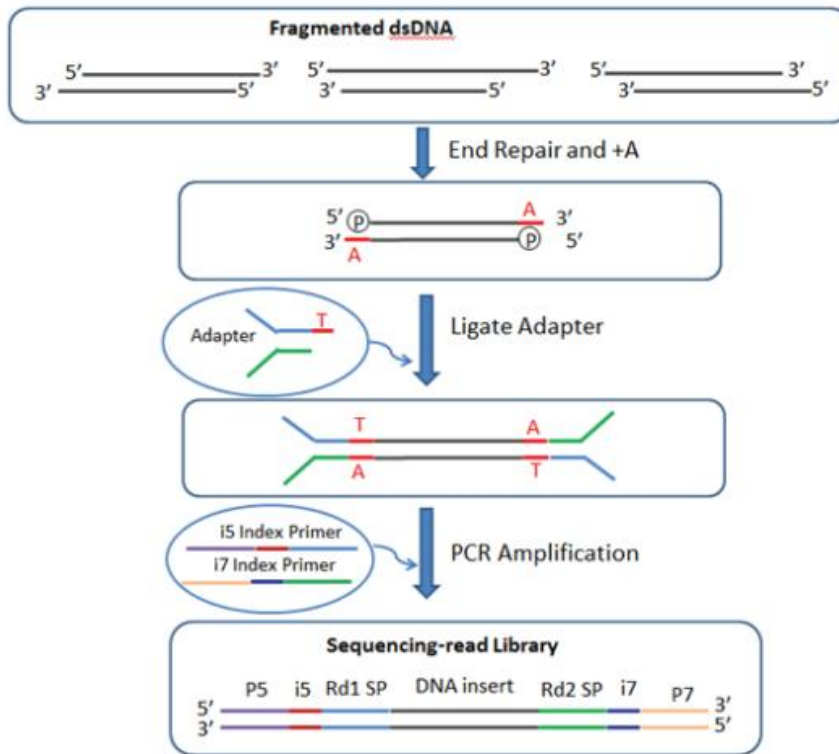 Fragmented dsDNA
5’ 3’ 5’ 3’ 5’ 3’
3’ 5’ 3’ 5’ 3’ 5’
End Repair and +A
A
5’ P 3’
3’ P 5’
A
T
Adapter
Ligate Adapter
T A
A T
i5 Index Primer
i7 Index Primer
PCR Amplification
Sequencing-read Library
P5 i5 Rd1 SP DNA insert Rd2 SP i7 P7
5’ 3’
3’ 5’